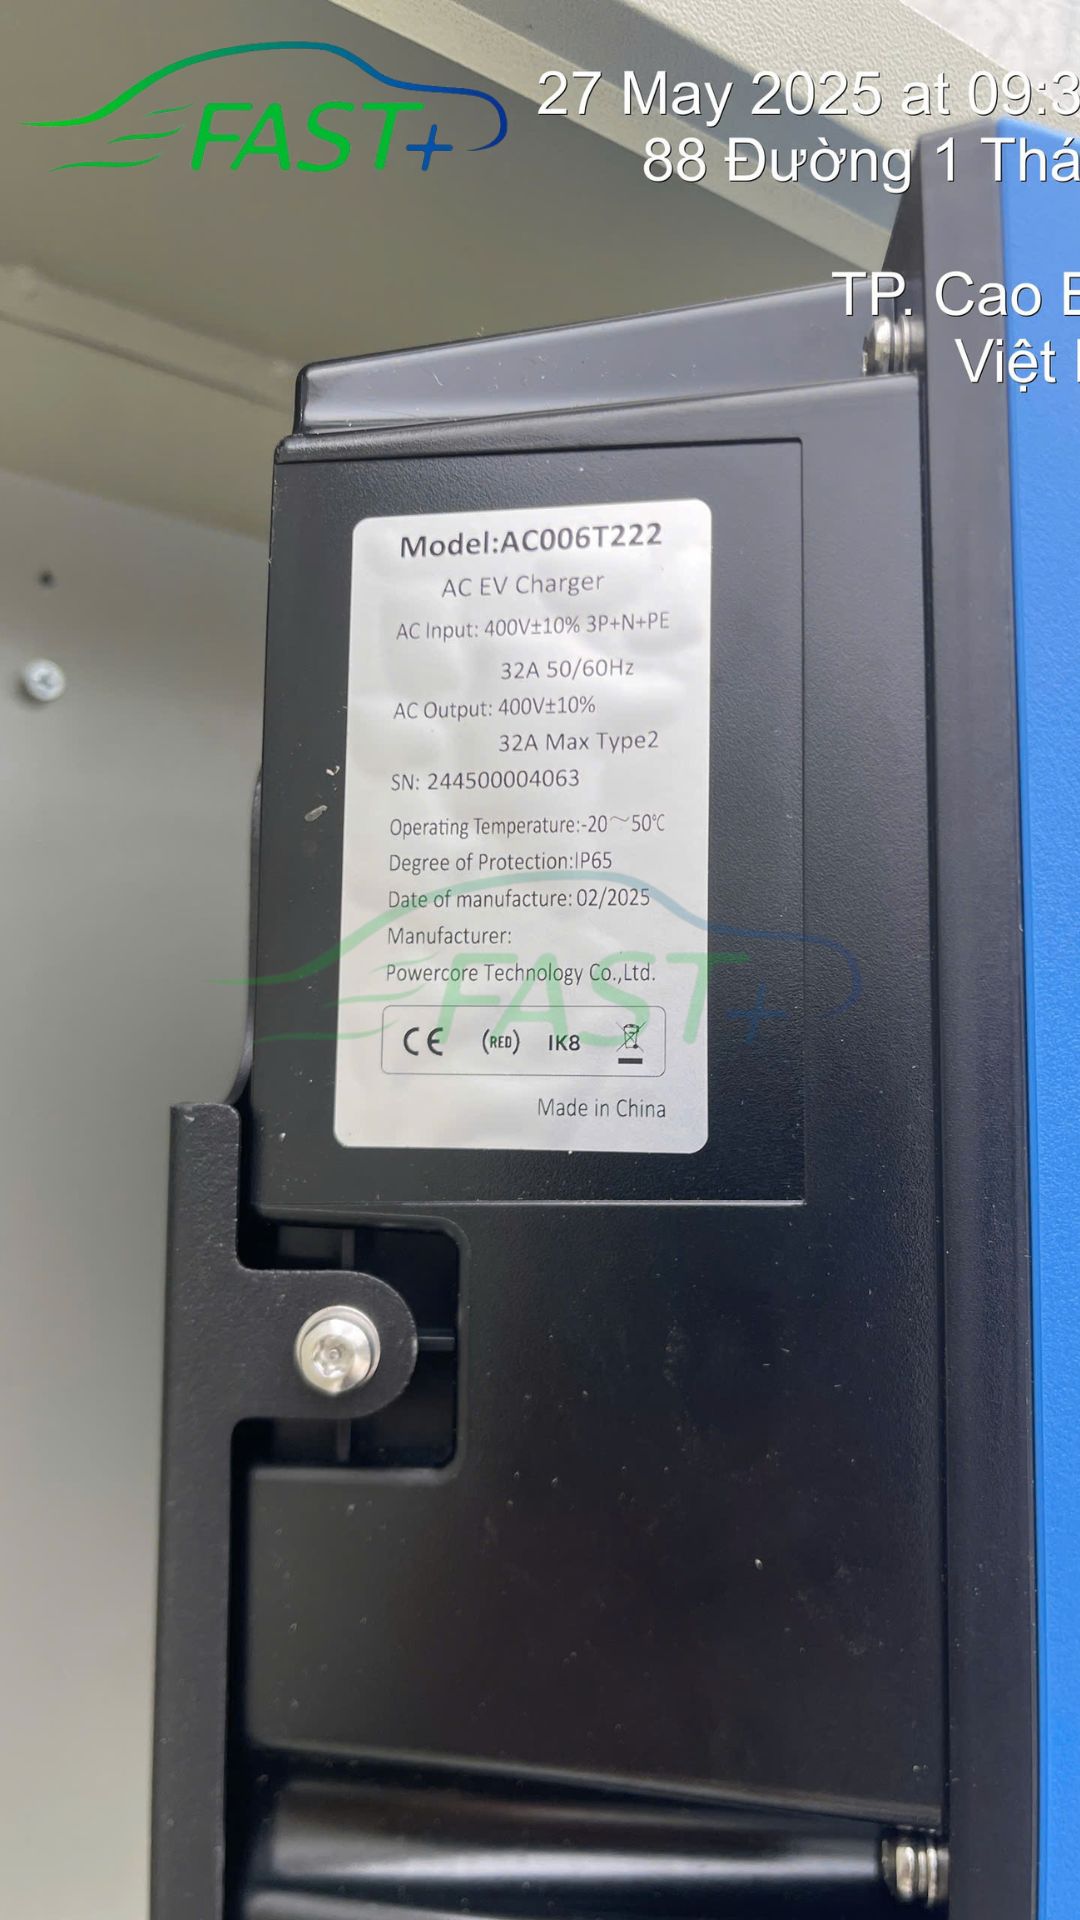 FAST+
27 May 2025 at 09:3
88 Đường 1 Thá
TP. Cao
Việt
Model:AC006T222
AC EV Charger
AC Input: 400V±10% 3P+N+PE
32A 50/60Hz
AC Output: 400V±10%
32A Max Type2
SN: 244500004063
Operating Temperature:-20~50℃
Degree of Protection:IP65
Date of manufacture: 02/2025
Manufacturer:
Powercore Technology Co.,Ltd.
FAST+
CE (RED) IK8
Made in China